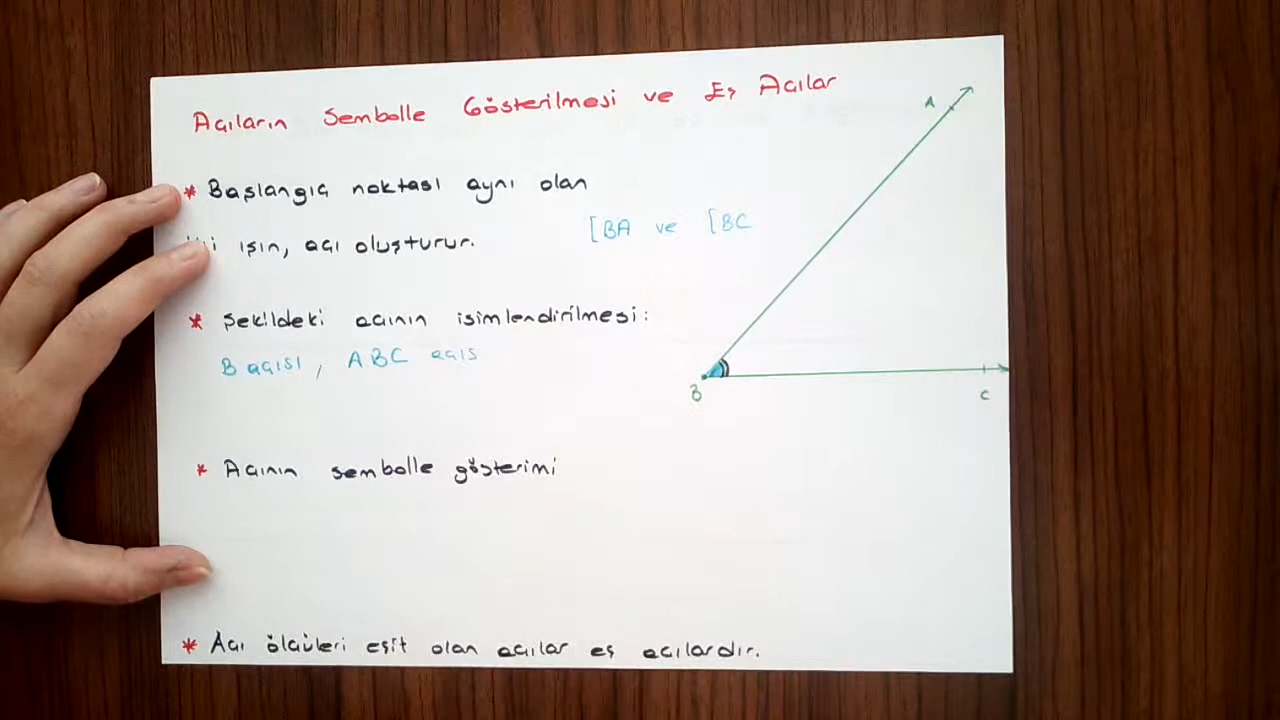 Açıların Sembolle Gösterilmesi ve Eş Açılar
* Başlangıç noktası aynı olan
ışın, açı oluşturur.
[BA ve [BC
* Şekildeki açının isimlendirilmesi:
B açısı, ABC açıs
* Açının sembolle gösterimi
* Açı ölçüleri eşit olan açılar eş açılardır.
A
B
C